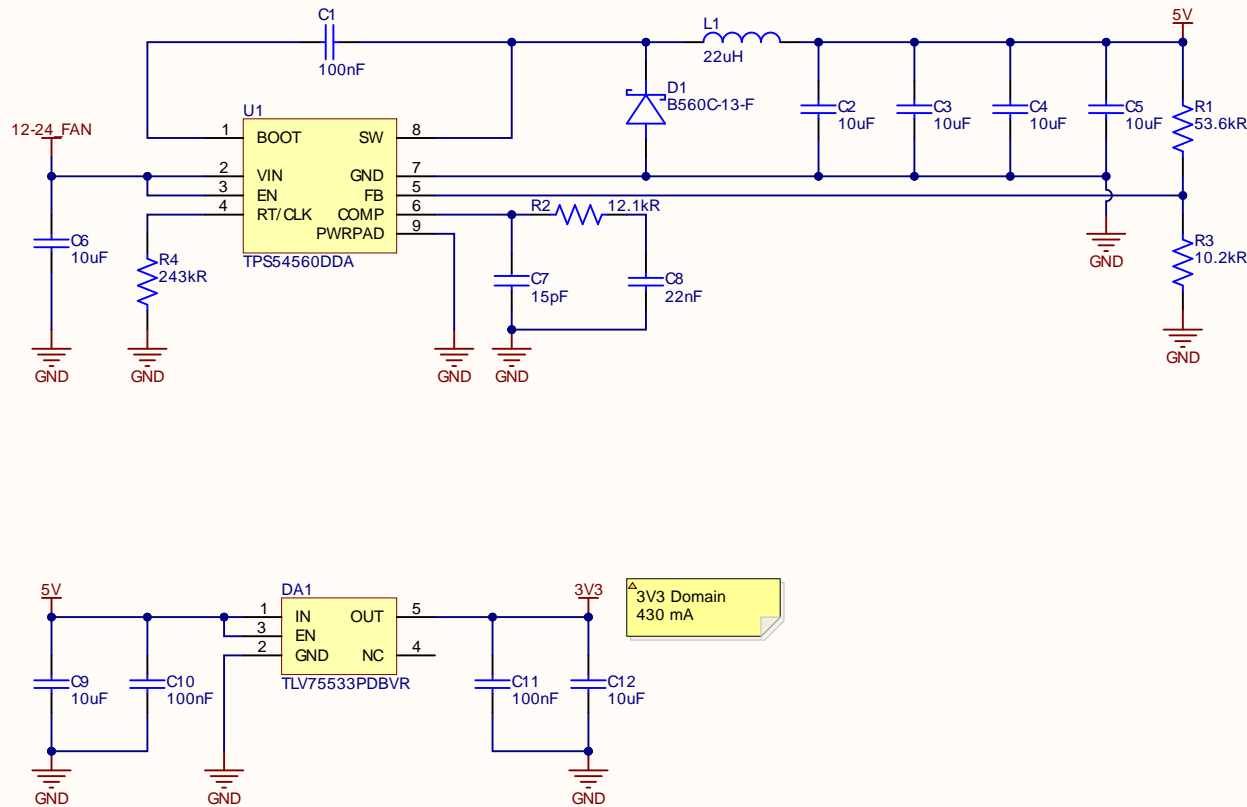 C1
100nF
L1
22uH
5V
D1
B560C-13-F
C2
10uF
C3
10uF
C4
10uF
C5
10uF
R1
53.6kR
12-24_FAN
U1
1 BOOT SW 8
2 VIN GND 7
3 EN FB 5
4 RT/CLK COMP 6
PWRPAD 9
TPS54560DDA
R2 12.1kR
C6
10uF
R4
243kR
C7
15pF
C8
22nF
R3
10.2kR
GND
GND
GND
GND
GND
GND
5V
DA1
1 IN OUT 5
3 EN
2 GND NC 4
TLV75533PDBVR
3V3
3V3 Domain
430 mA
C9
10uF
C10
100nF
C11
100nF
C12
10uF
GND
GND
GND